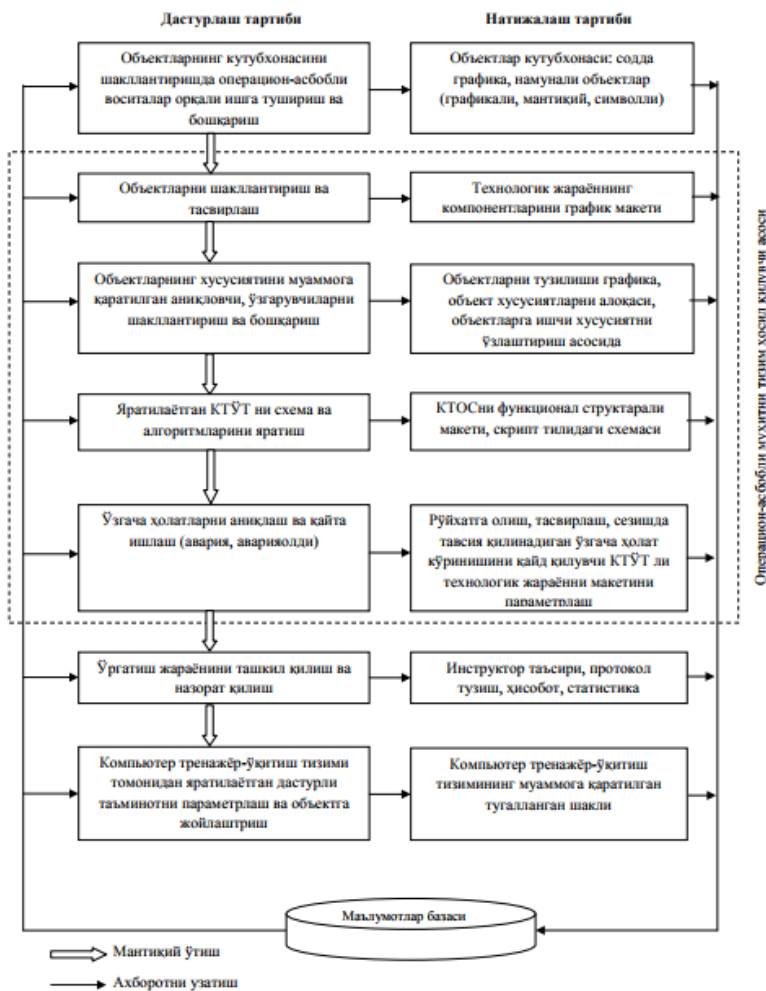 Дастурлаш тартиби
Натижалаш тартиби
Объектларнинг кутубхонасини
шакллантиришда операцион-асбобли
воситалар орқали ишга тушириш ва
бошқариш
Объектлар кутубхонаси: содда
графика, намунали объектлар
(графикали, мантиқий, символли)
Объектларни шакллантириш ва
тасвирлаш
Технологик жараённинг
компонентларини график макети
Объектларнинг хусусиятини муаммога
қаратилган аниқловчи, ўзгарувчиларни
шакллантириш ва бошқариш
Объектларни тузилиши графика,
объект хусусиятларни алоқаси,
объектларга ишчи хусусиятни
ўзлаштириш асосида
Яратилаётган КТЎТ ни схема ва
алгоритмларини яратиш
КТОСни функционал структарали
макети, скрипт тилидаги схемаси
Ўзгача ҳолатларни аниқлаш ва қайта
ишлаш (авария, аварияолди)
Рўйхатга олиш, тасвирлаш, сезишда
тавсия қилинадиган ўзгача ҳолат
кўринишини қайд қилувчи КТЎТ ли
технологик жараённи макетини
параметрлаш
Операцион-асбобли муҳитни тизим ҳосил қилувчи асоси
Ўргатиш жараёнини ташкил қилиш ва
назорат қилиш
Инструктор таъсири, протокол
тузиш, ҳисобот, статистика
Компьютер тренажёр-ўқитиш тизими
томонидан яратилаётган дастурли
таъминотни параметрлаш ва объектга
жойлаштриш
Компьютер тренажёр-ўқитиш
тизимининг муаммога қаратилган
тугалланган шакли
Маълумотлар базаси
Мантиқий ўтиш
Ахборотни узатиш